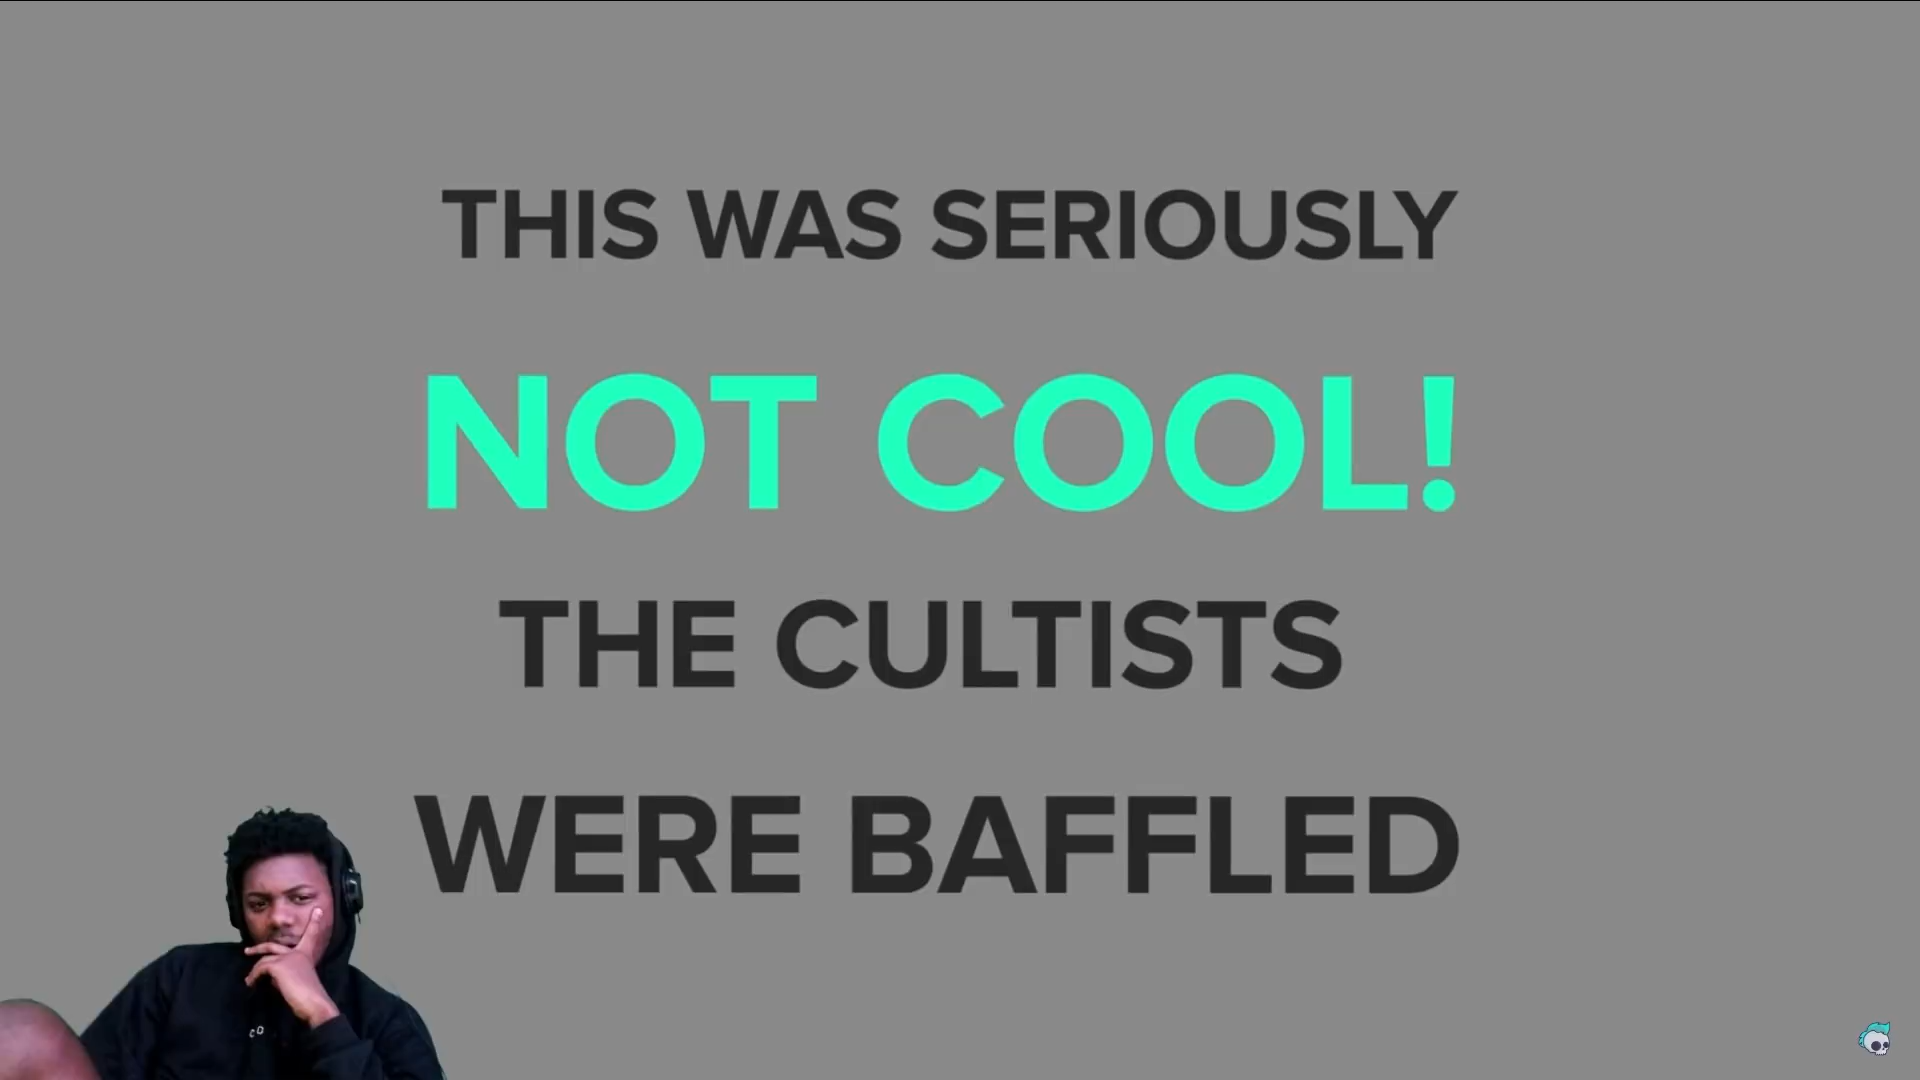 THIS WAS SERIOUSLY
NOT COOL!
THE CULTISTS
WERE BAFFLED